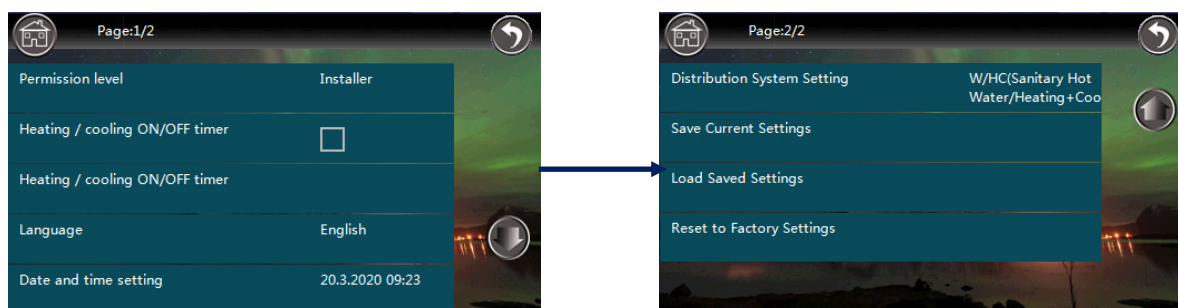 Page:1/2
Permission level Installer
Heating / cooling ON/OFF timer
Heating / cooling ON/OFF timer
Language English
Date and time setting 20.3.2020 09:23
Page:2/2
Distribution System Setting W/HC(Sanitary Hot
Water/Heating+Coo
Save Current Settings
Load Saved Settings
Reset to Factory Settings